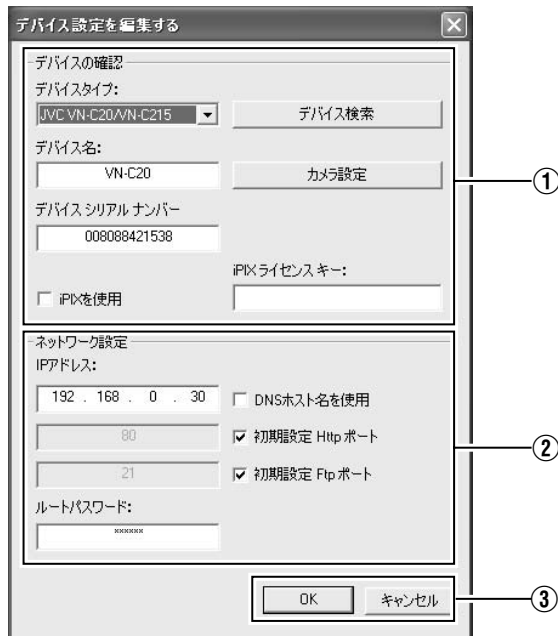 デバイス設定を編集する
デバイスの確認
デバイスタイプ:
JVC VN-C20/VN-C215
デバイス検索
デバイス名:
VN-C20
カメラ設定
①
デバイス シリアル ナンバー
008088421538
iPIXライセンス キー:
iPIXを使用
ネットワーク設定
IPアドレス:
192 . 168 . 0 . 30
DNSホスト名を使用
80
初期設定 Http ポート
②
21
初期設定 Ftp ポート
ルートパスワード:
××××××
OK
キャンセル
③